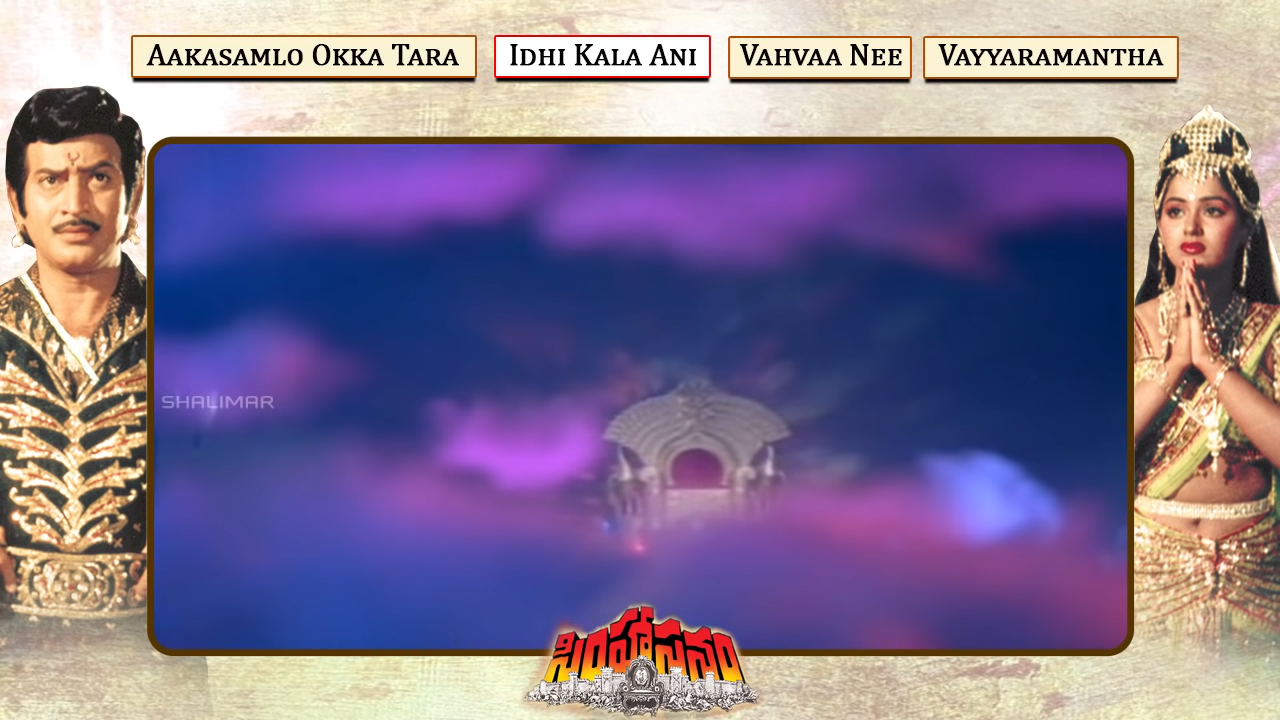 Aakasamlo Okka Tara
Idhi Kala Ani
Vahvaa Nee
Vayyaramantha
SHALIMAR
సింహాసనం